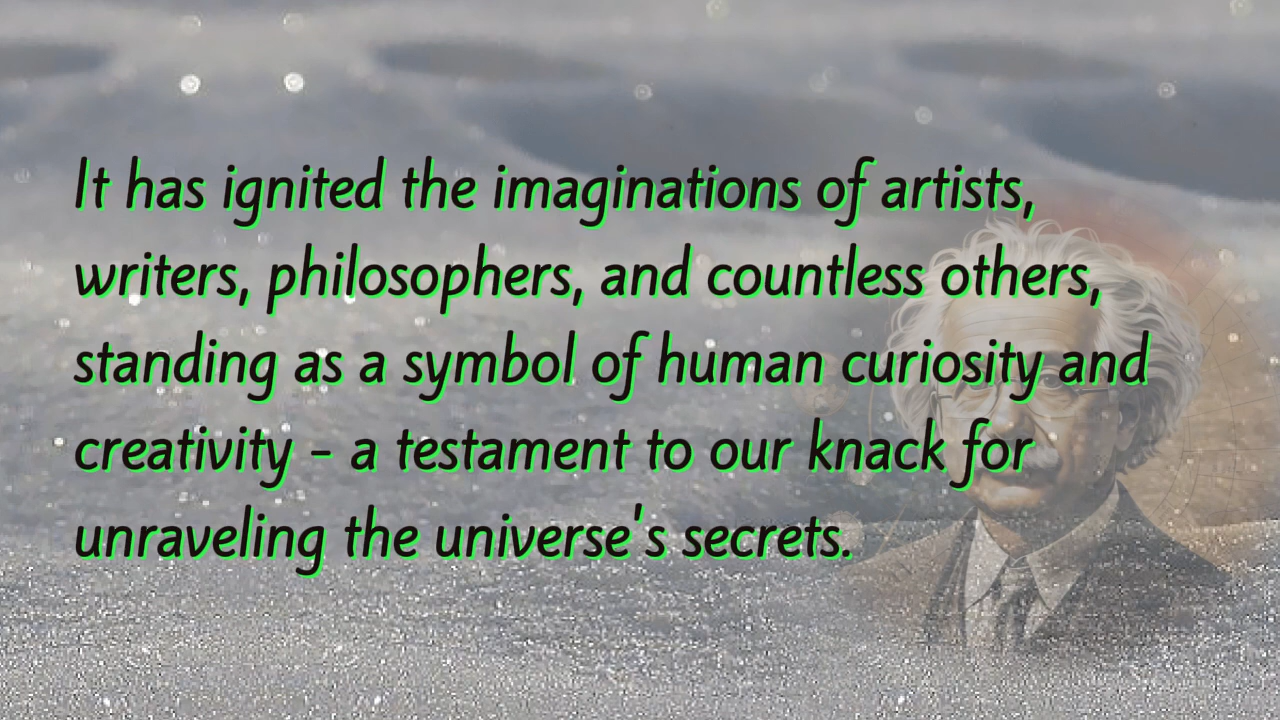 It has ignited the imaginations of artists,
writers, philosophers, and countless others,
standing as a symbol of human curiosity and
creativity - a testament to our knack for
unraveling the universe's secrets.